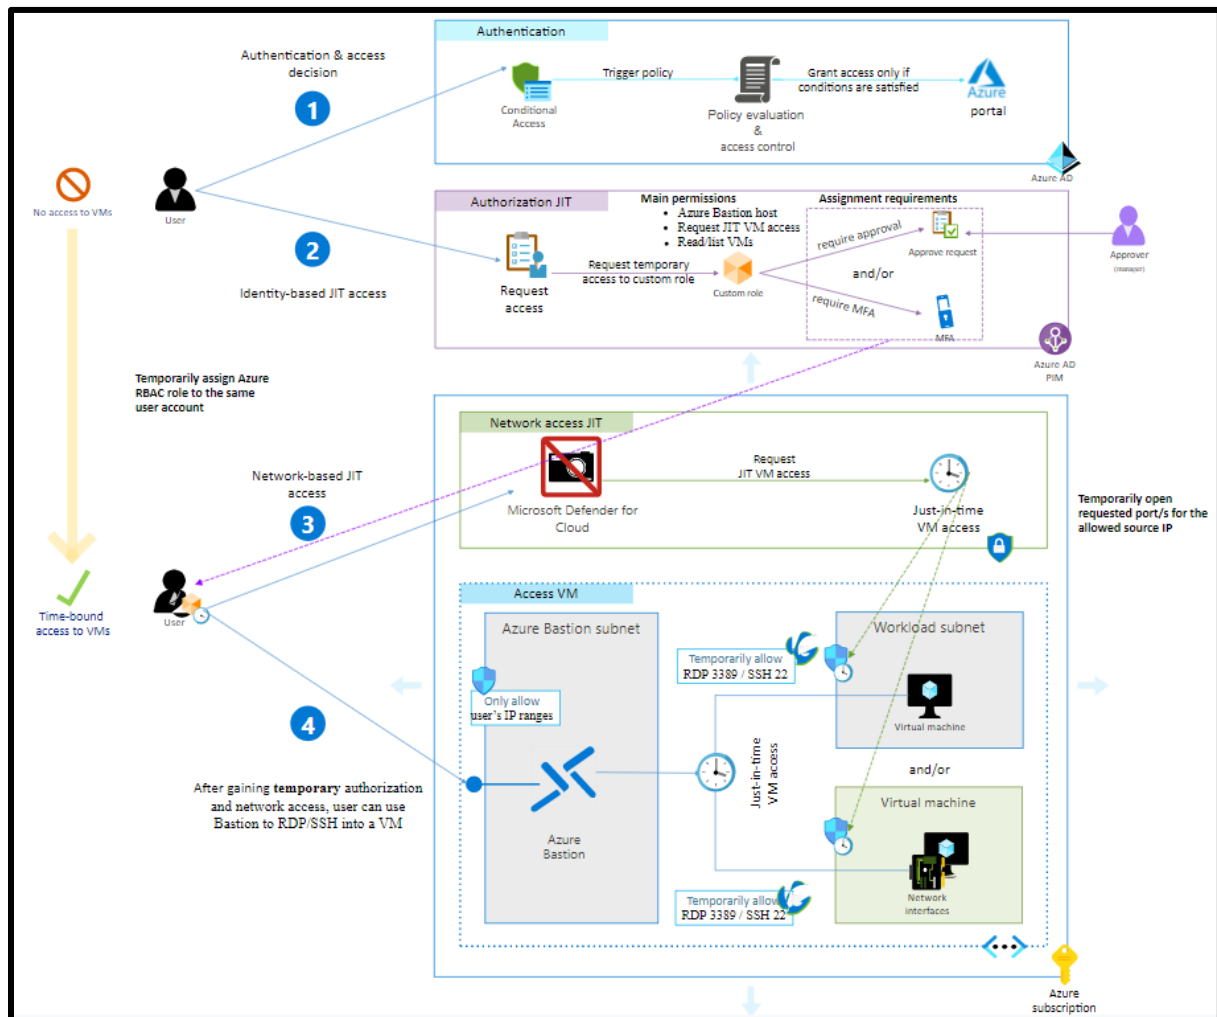 Authentication
Authentication & access
decision
1
Conditional
Access
Trigger policy
Policy evaluation
&
access control
Grant access only if
conditions are satisfied
Azure
portal
Azure AD
No access to VMs
User
Authorization JIT
Main permissions
• Azure Bastion host
• Request JIT VM access
• Read/list VMs
Assignment requirements
2
Identity-based JIT access
Request
access
Request temporary
access to custom role
Custom role
require approval
Approve request
and/or
require MFA
MFA
Approver
(manager)
Azure AD
PIM
Temporarily assign Azure
RBAC role to the same
user account
Network access JIT
Network-based JIT
access
3
Microsoft Defender for
Cloud
Request
JIT VM access
Just-in-time
VM access
Temporarily open
requested port/s for the
allowed source IP
Time-bound
access to VMs
User
Access VM
Azure Bastion subnet
Only allow
user's IP ranges
Azure
Bastion
4
After gaining temporary authorization
and network access, user can use
Bastion to RDP/SSH into a VM
Temporarily allow
RDP 3389 / SSH 22
Just-in-time
VM access
Workload subnet
Virtual machine
and/or
Virtual machine
Network
interfaces
Temporarily allow
RDP 3389 / SSH 22
Azure
subscription